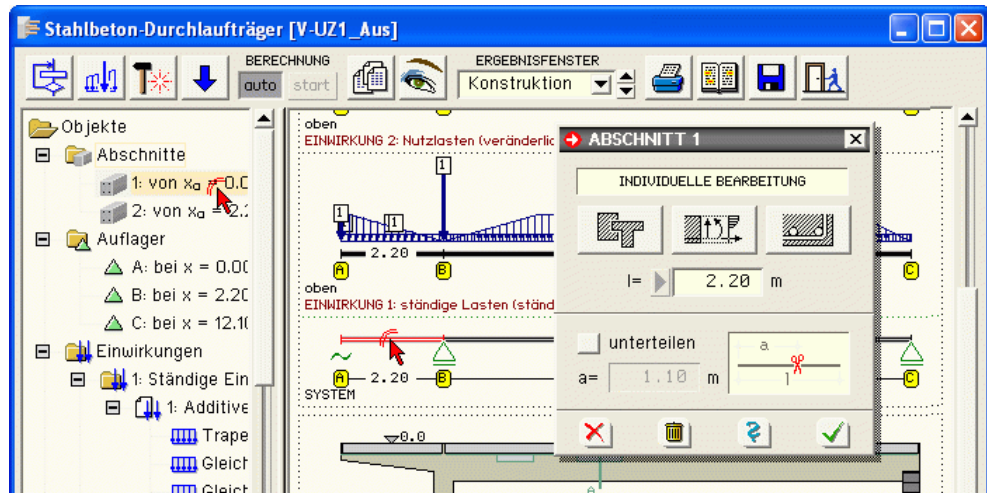 Stahlbeton-Durchlaufträger [V-UZ1_Aus]
BERECHNUNG
auto start
ERGEBNISFENSTER
Konstruktion
Objekte
Abschnitte
1: von xa = 0.0
2: von xa = 2.2
Auflager
A: bei x = 0.00
B: bei x = 2.20
C: bei x = 12.10
Einwirkungen
1: Ständige Ein
1: Additive
Trape
Gleich
Gleich
oben
EINWIRKUNG 2: Nutzlasten (veränderlic
1
1 1
2.20
A B C
oben
EINWIRKUNG 1: ständige Lasten (ständ
A 2.20 B C
SYSTEM
0.0
A
ABSCHNITT 1
INDIVIDUELLE BEARBEITUNG
l= 2.20 m
unterteilen
a= 1.10 m
a
l